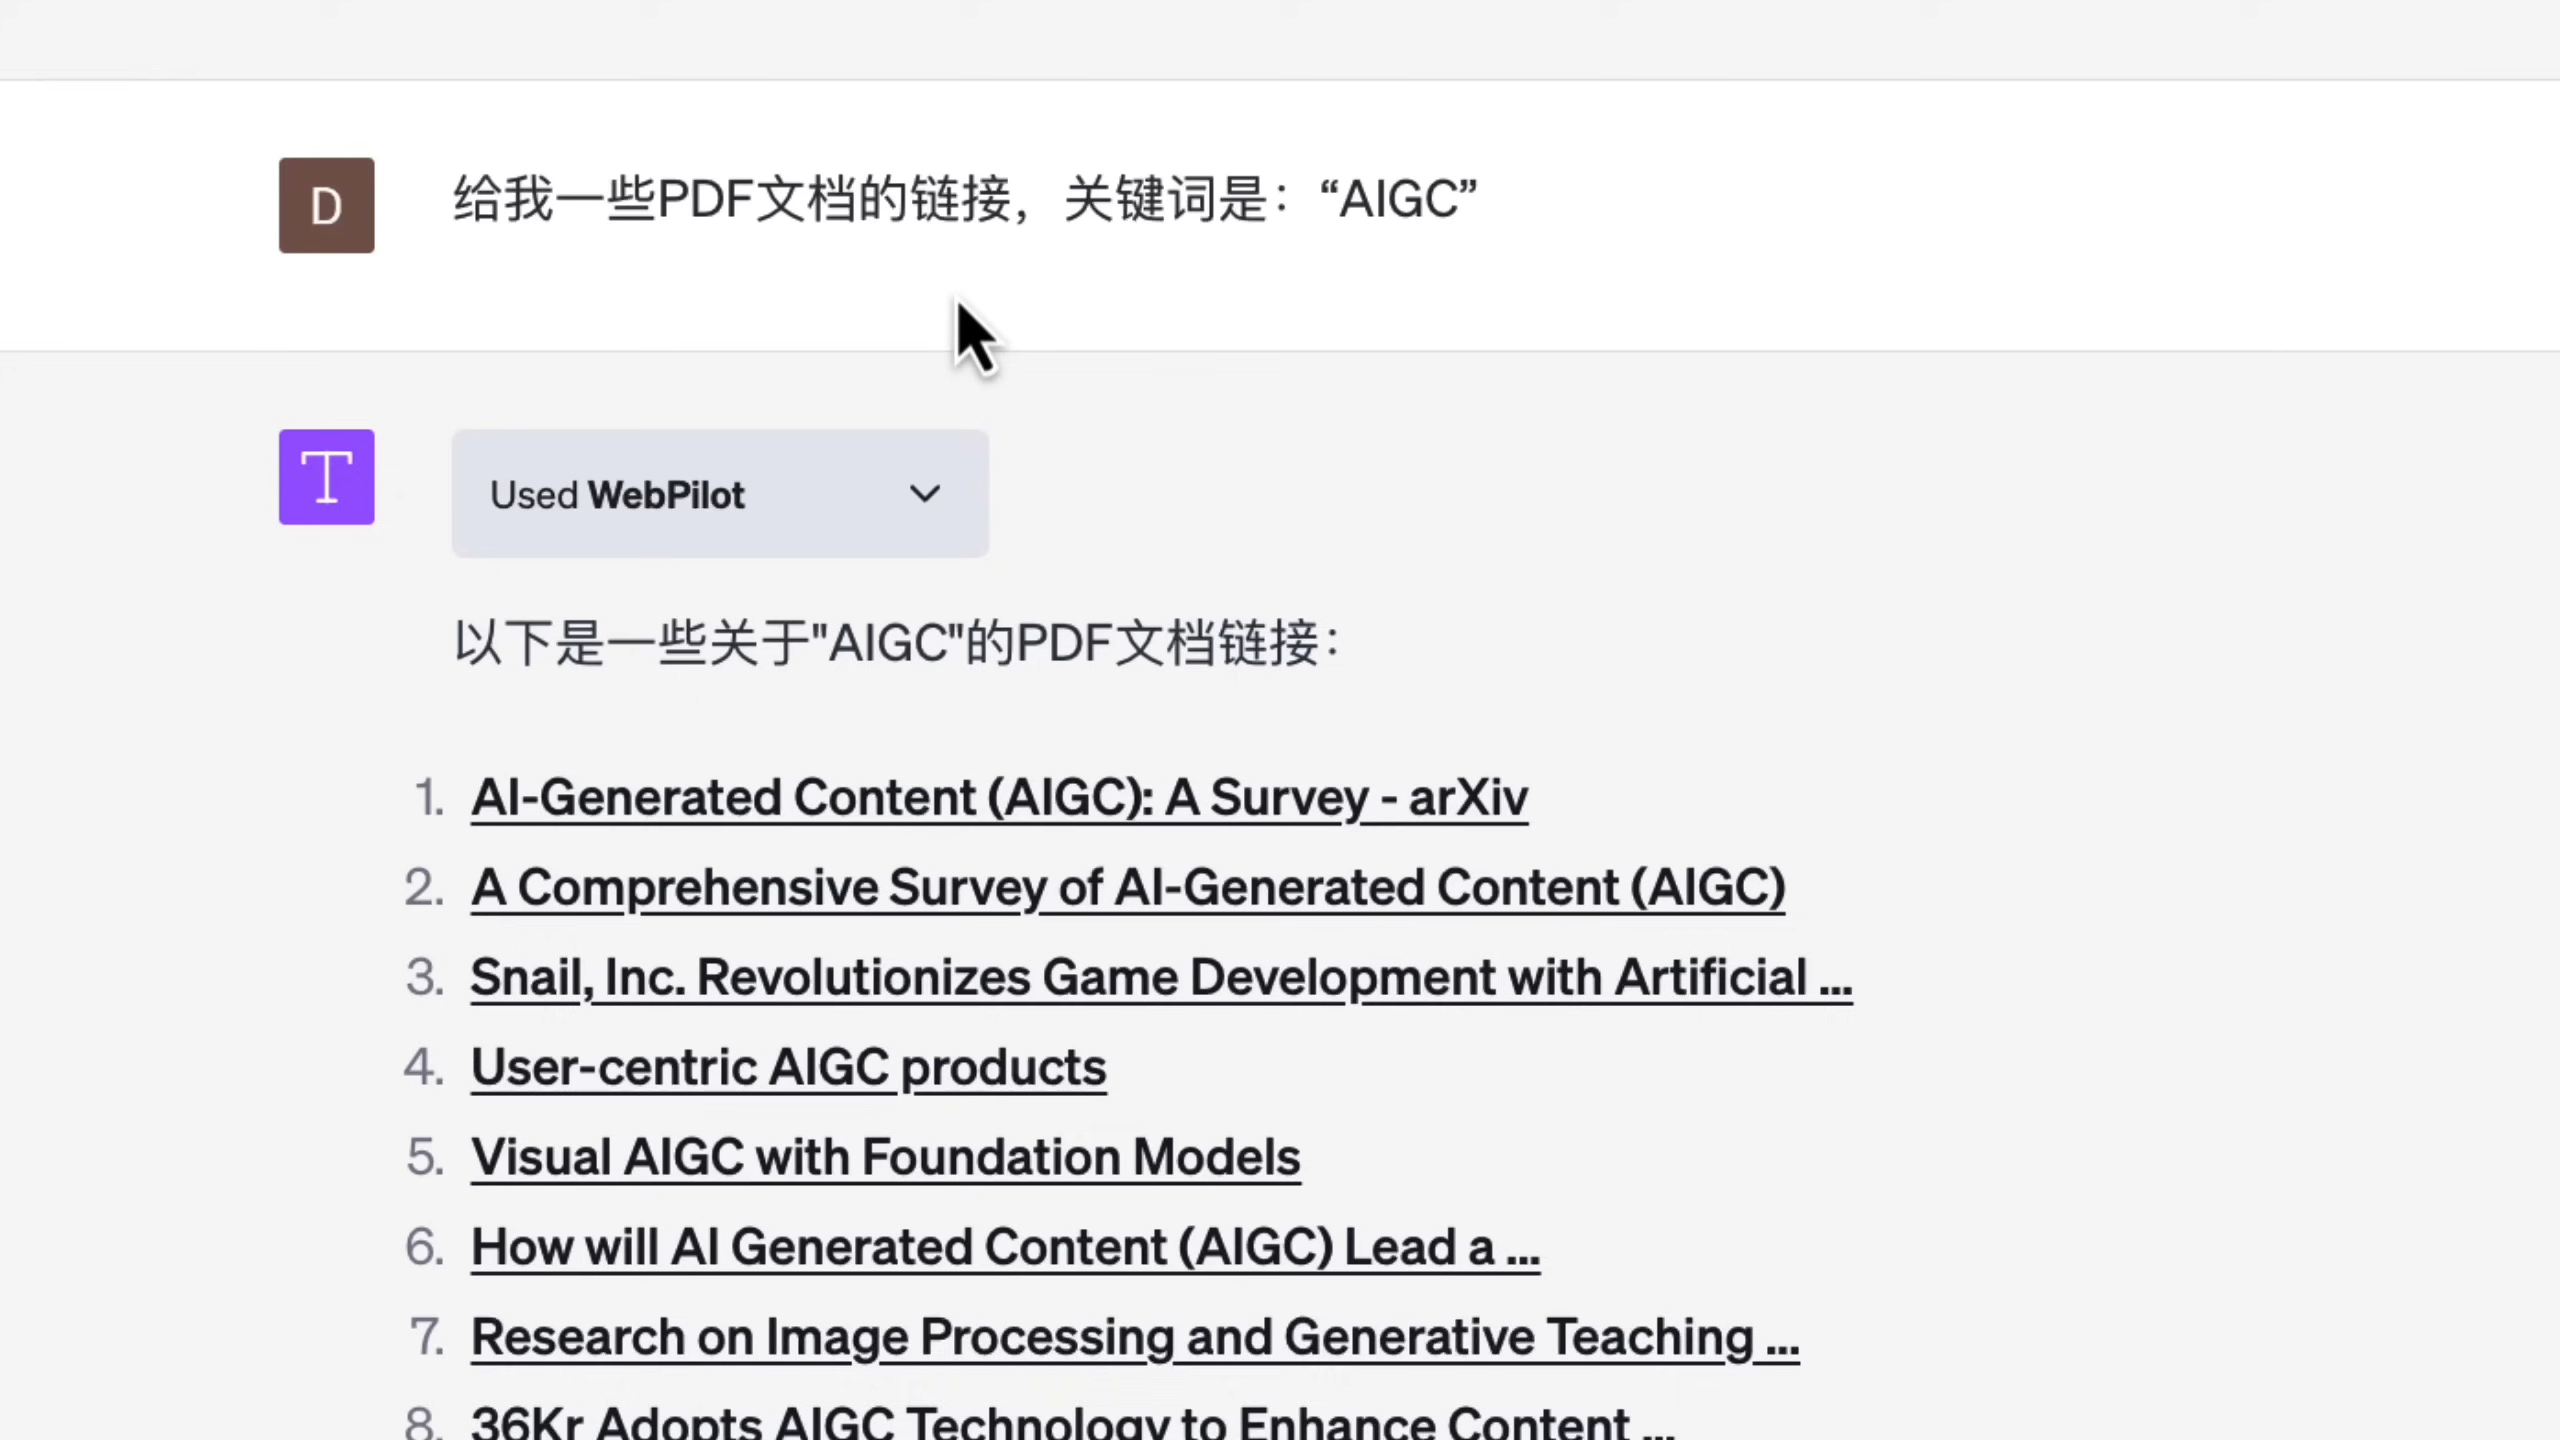 D
给我一些PDF文档的链接，关键词是：“AIGC”
T
Used WebPilot
以下是一些关于"AIGC"的PDF文档链接：
1. AI-Generated Content (AIGC): A Survey - arXiv
2. A Comprehensive Survey of AI-Generated Content (AIGC)
3. Snail, Inc. Revolutionizes Game Development with Artificial ...
4. User-centric AIGC products
5. Visual AIGC with Foundation Models
6. How will AI Generated Content (AIGC) Lead a ...
7. Research on Image Processing and Generative Teaching ...
8. 36Kr Adopts AIGC Technology to Enhance Content ...